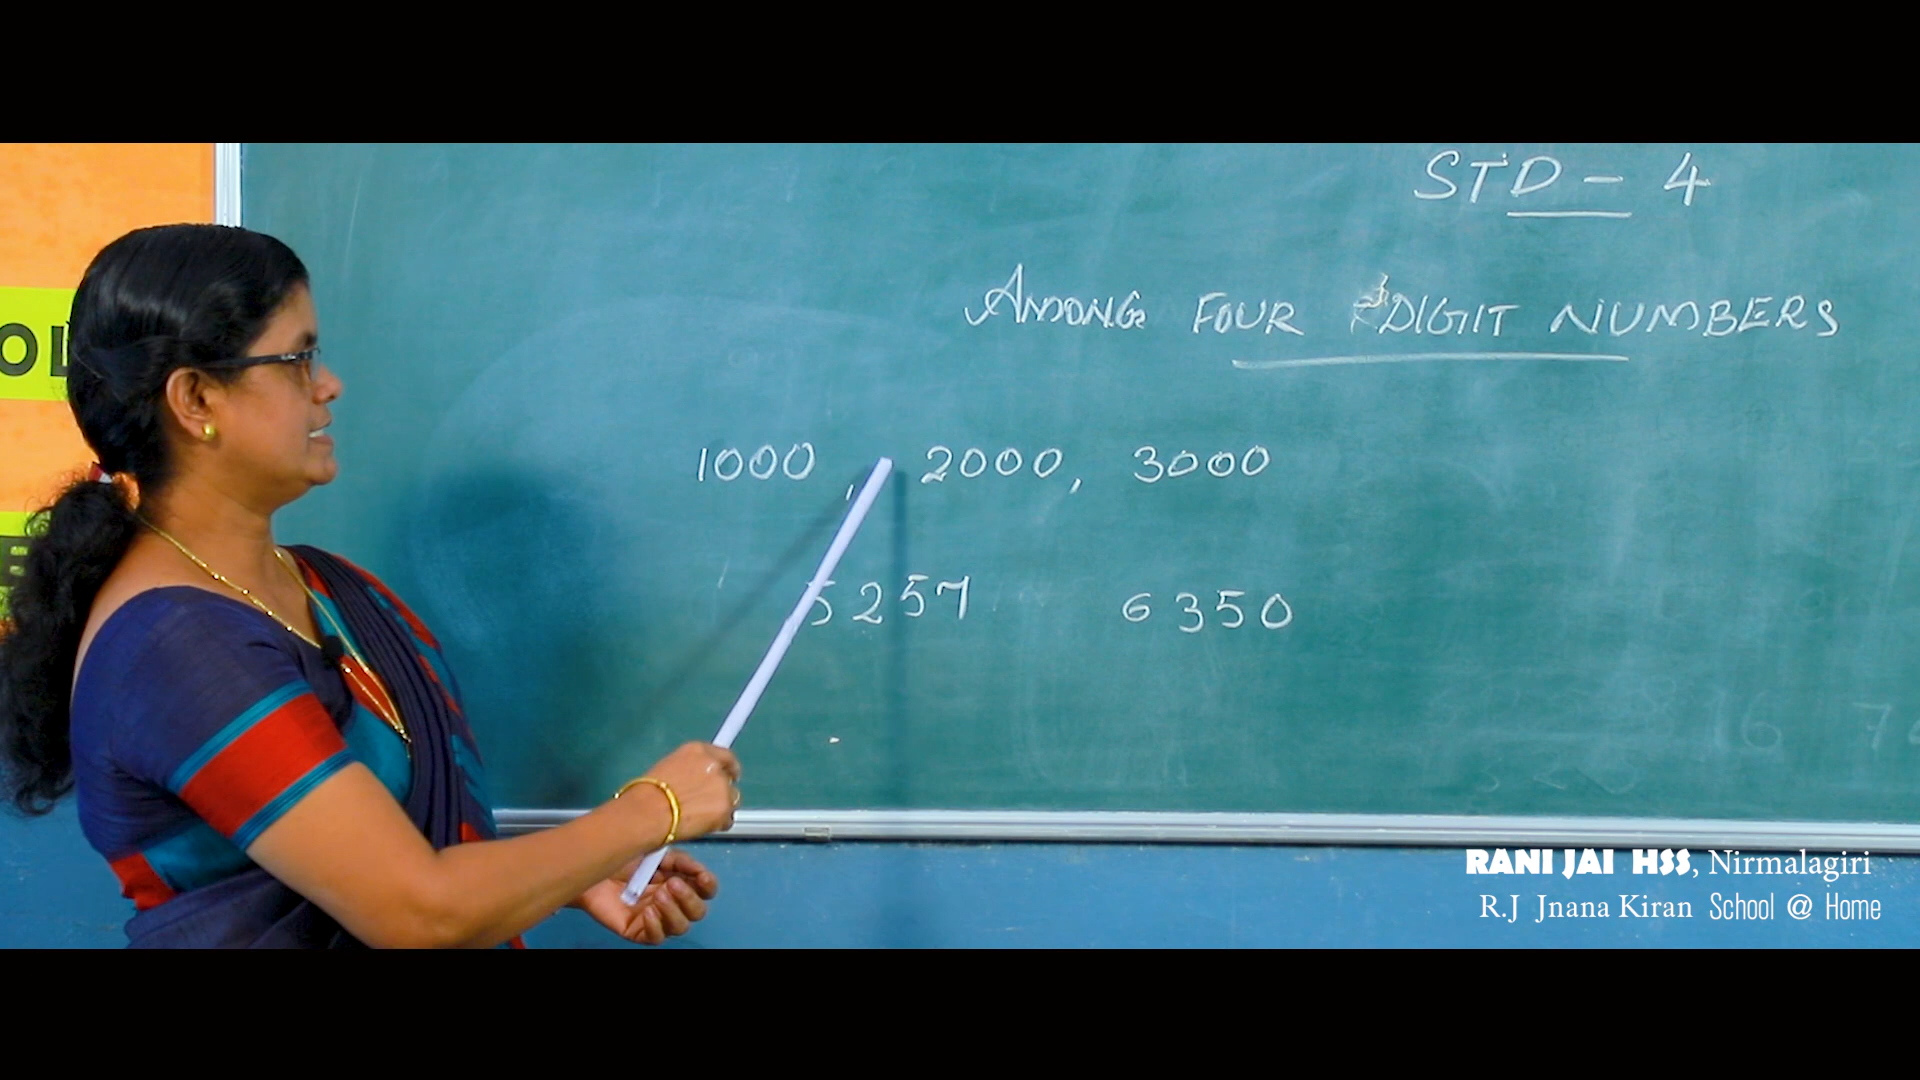 STD - 4
AMONG FOUR DIGIT NUMBERS
1000, 2000, 3000
5257 6350
16
RANI JAI HSS, Nirmalagiri
R.J Jnana Kiran School @ Home